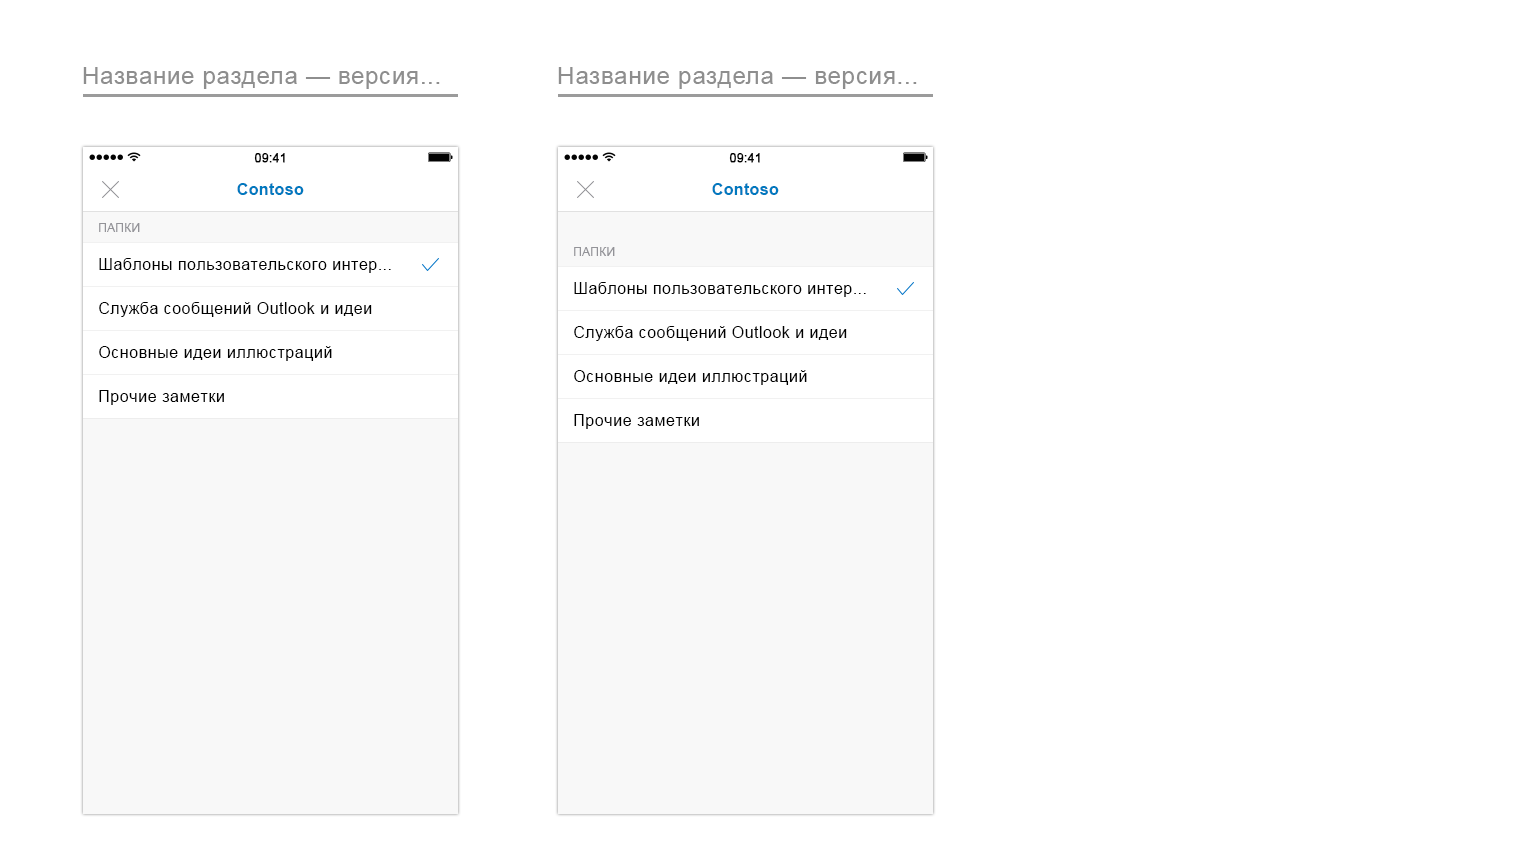 Название раздела — версия...
09:41
Contoso
ПАПКИ
Шаблоны пользовательского интер...
Служба сообщений Outlook и идеи
Основные идеи иллюстраций
Прочие заметки
Название раздела — версия...
09:41
Contoso
ПАПКИ
Шаблоны пользовательского интер...
Служба сообщений Outlook и идеи
Основные идеи иллюстраций
Прочие заметки